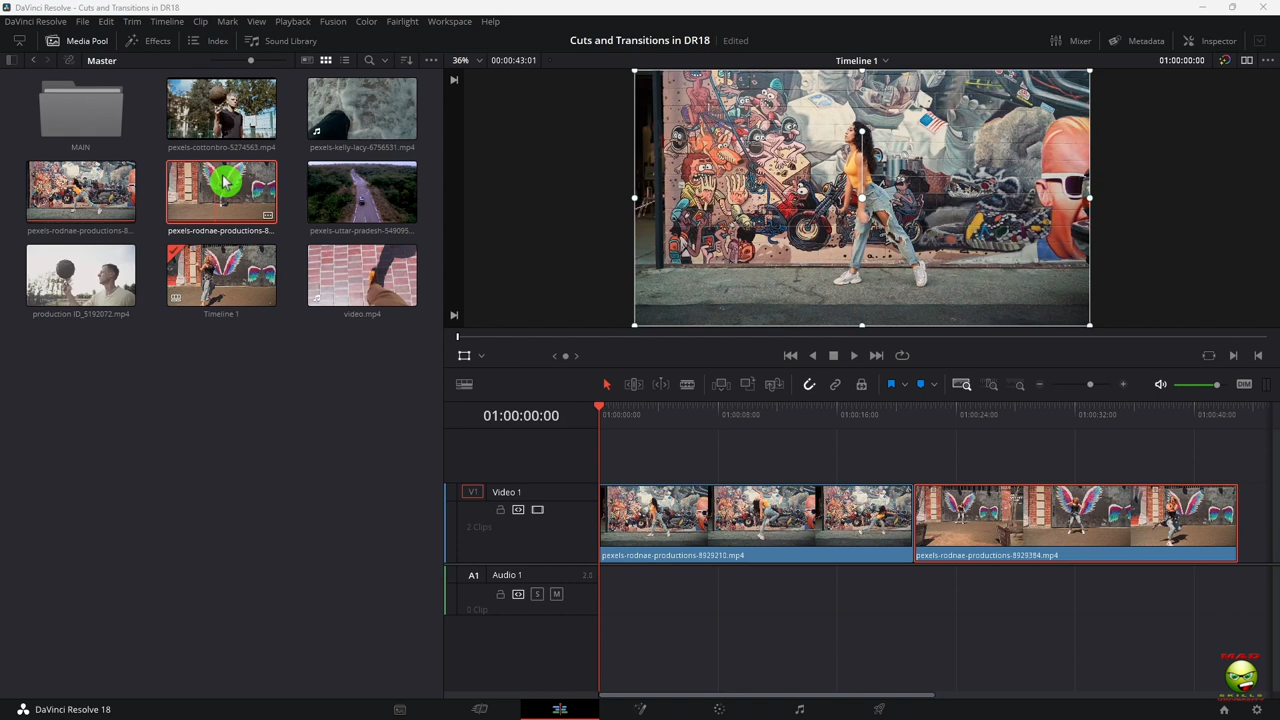 DaVinci Resolve - Cuts and Transitions in DR18
DaVinci Resolve File Edit Trim Timeline Clip Mark View Playback Fusion Color Fairlight Workspace Help
Media Pool Effects Index Sound Library Cuts and Transitions in DR18 Edited Mixer Metadata Inspector
Master 36% 00:00:43:01 Timeline 1 01:00:00:00
MAIN pexels-cottonbro-5274563.mp4 pexels-kelly-lacy-6756531.mp4
pexels-rodnae-productions-8... pexels-rodnae-productions-8... pexels-uttar-pradesh-549095...
production ID_5192072.mp4 Timeline 1 video.mp4
DIM
01:00:00:00 01:00:00:00 01:00:08:00 01:00:16:00 01:00:24:00 01:00:32:00 01:00:40:00
V1 Video 1
2 Clips
pexels-rodnae-productions-8929210.mp4 pexels-rodnae-productions-8929384.mp4
A1 Audio 1 2.0
S M
0 Clip
MAD
SKILLS
DaVinci Resolve 18